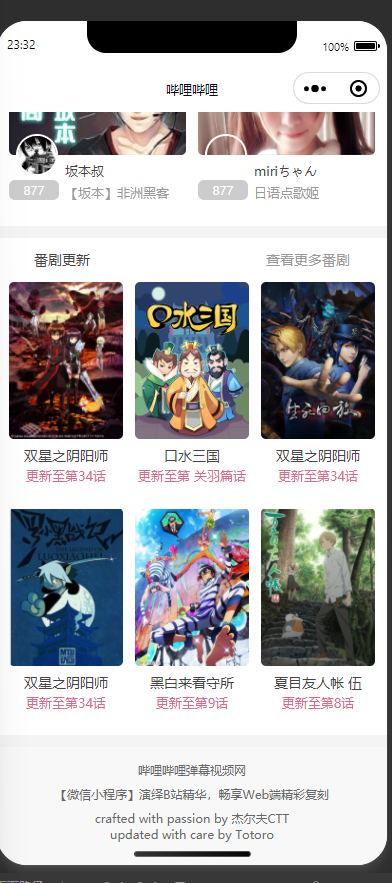 23:32
100%
哔哩哔哩
坂本
坂本叔
miriちゃん
877
【坂本】非洲黑客
877
日语点歌姬
番剧更新
查看更多番剧
口水三国
双星之阴阳师
口水三国
双星之阴阳师
更新至第34话
更新至第 关羽篇话
更新至第34话
LUOXIAOHEI
双星之阴阳师
黑白来看守所
夏目友人帐 伍
更新至第34话
更新至第9话
更新至第8话
哔哩哔哩弹幕视频网
【微信小程序】演绎B站精华，畅享Web端精彩复刻
crafted with passion by 杰尔夫CTT
updated with care by Totoro